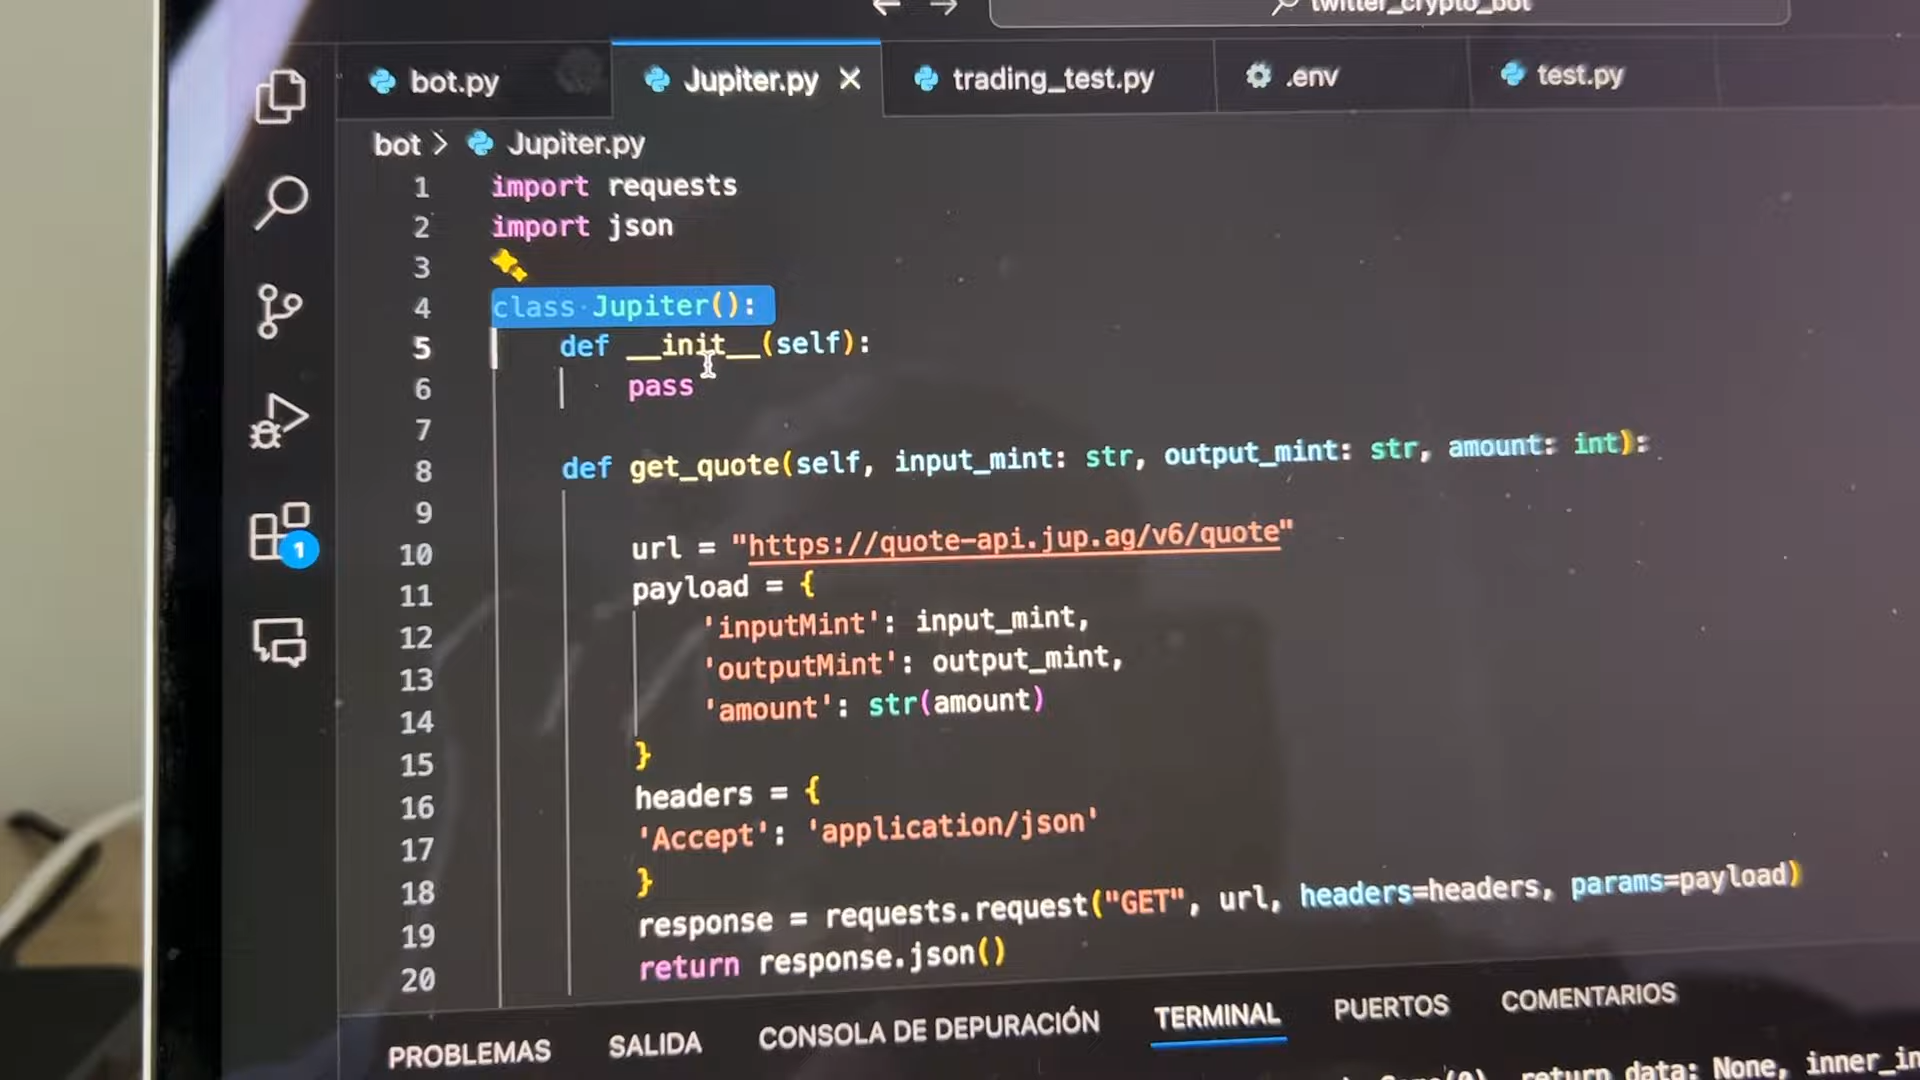 twitter_crypto_bot
bot.py Jupiter.py trading_test.py .env test.py
bot > Jupiter.py
1 import requests
2 import json
3
4 class Jupiter():
5 def __init__(self):
6 pass
7
8 def get_quote(self, input_mint: str, output_mint: str, amount: int):
9
10 url = "https://quote-api.jup.ag/v6/quote"
11 payload = {
12 'inputMint': input_mint,
13 'outputMint': output_mint,
14 'amount': str(amount)
15 }
16 headers = {
17 'Accept': 'application/json'
18 }
19 response = requests.request("GET", url, headers=headers, params=payload)
20 return response.json()
1
PROBLEMAS SALIDA CONSOLA DE DEPURACIÓN TERMINAL PUERTOS COMENTARIOS
return data: None, inner_in